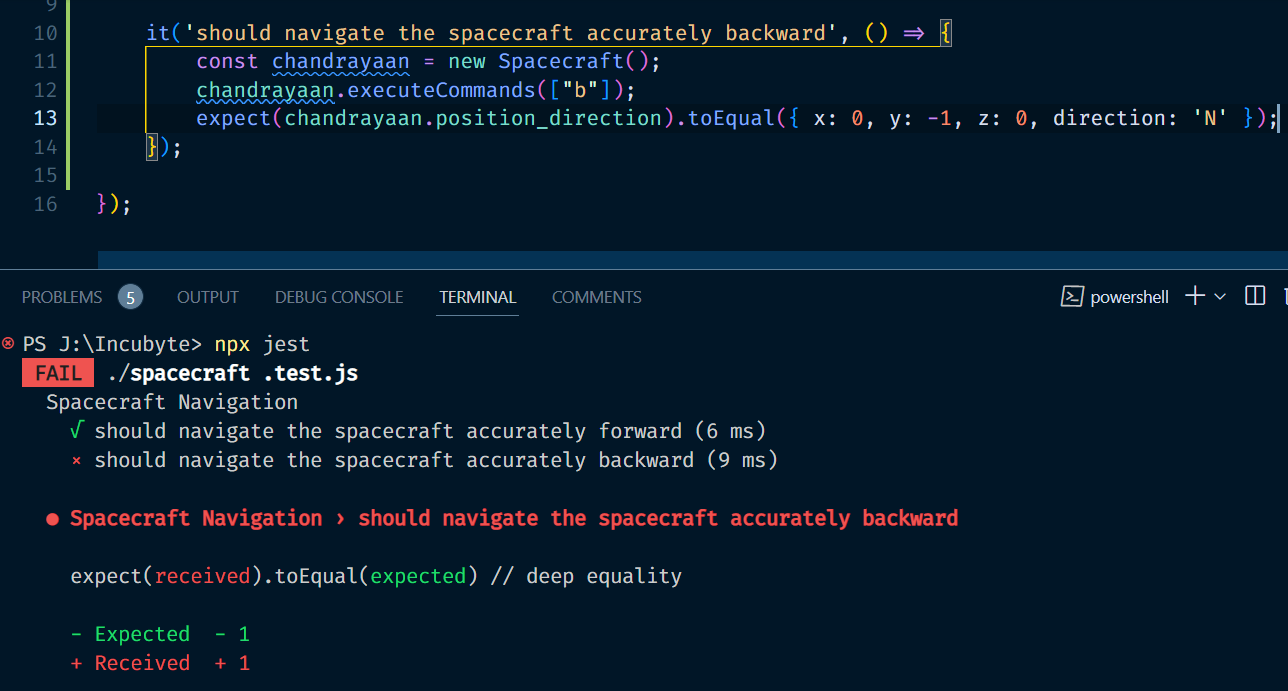 9
10 it('should navigate the spacecraft accurately backward', () ⇒ {
11 const chandrayaan = new Spacecraft();
12 chandrayaan.executeCommands(["b"]);
13 expect(chandrayaan.position_direction).toEqual({ x: 0, y: -1, z: 0, direction: 'N' });
14 });
15
16 });
PROBLEMS 5 OUTPUT DEBUG CONSOLE TERMINAL COMMENTS powershell
PS J:\Incubyte> npx jest
FAIL ./spacecraft .test.js
Spacecraft Navigation
√ should navigate the spacecraft accurately forward (6 ms)
× should navigate the spacecraft accurately backward (9 ms)
● Spacecraft Navigation › should navigate the spacecraft accurately backward
expect(received).toEqual(expected) // deep equality
- Expected - 1
+ Received + 1